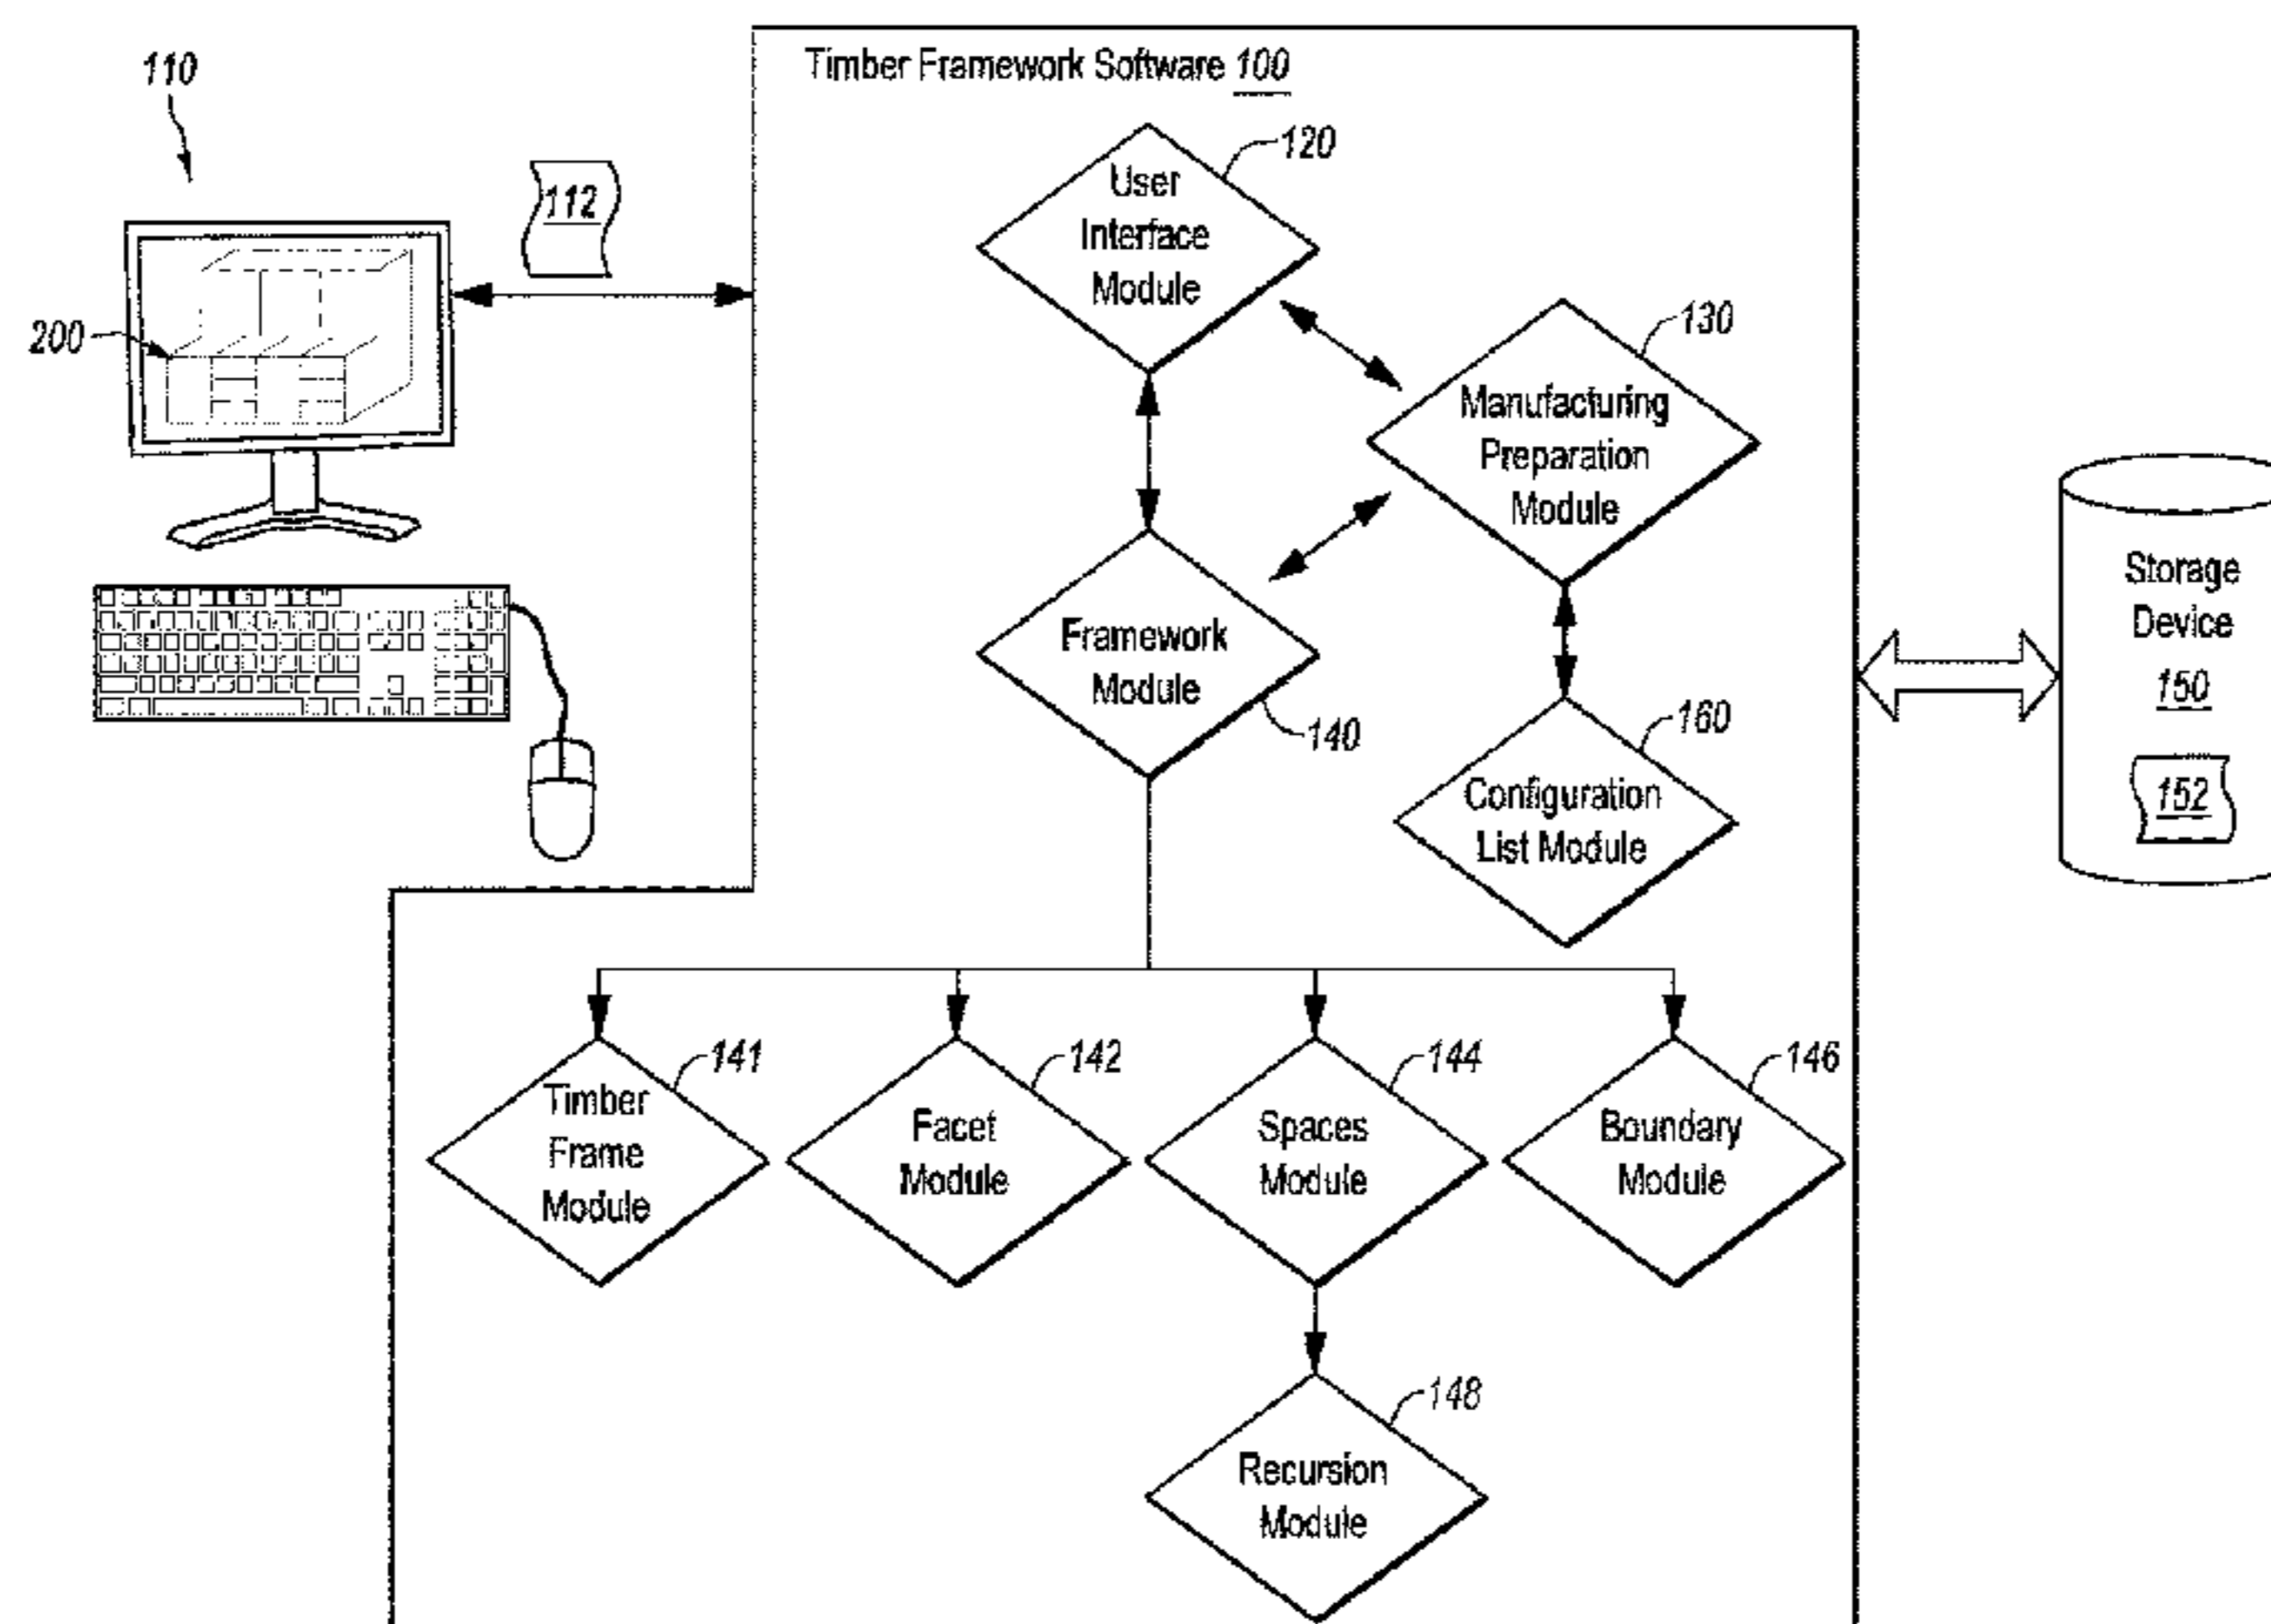 Timber Framework Software 100
110
112
200
120
User
Interface
Module
130
Manufacturing
Preparation
Module
Framework
Module
140
160
Configuration
List Module
Storage
Device
150
152
141
Timber
Frame
Module
142
Facet
Module
144
Spaces
Module
146
Boundary
Module
148
Recursion
Module